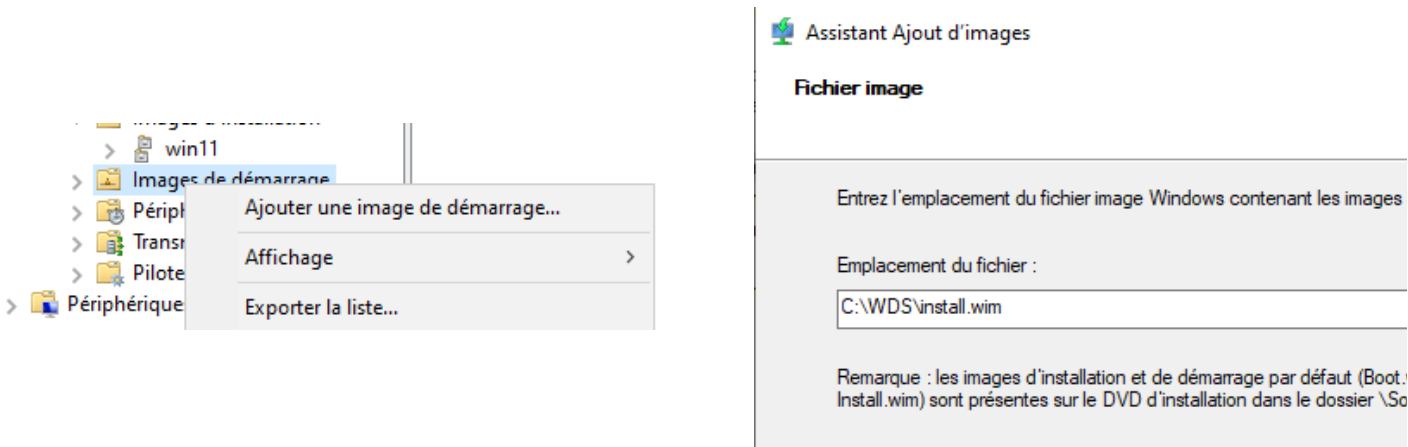 win11
Images de démarrage
Ajouter une image de démarrage...
Affichage
Exporter la liste...
Pilote
Périphérique
Assistant Ajout d'images
Fichier image
Entrez l'emplacement du fichier image Windows contenant les images
Emplacement du fichier :
C:\WDS\install.wim
Remarque : les images d'installation et de démarrage par défaut (Boot.
Install.wim) sont présentes sur le DVD d'installation dans le dossier \So